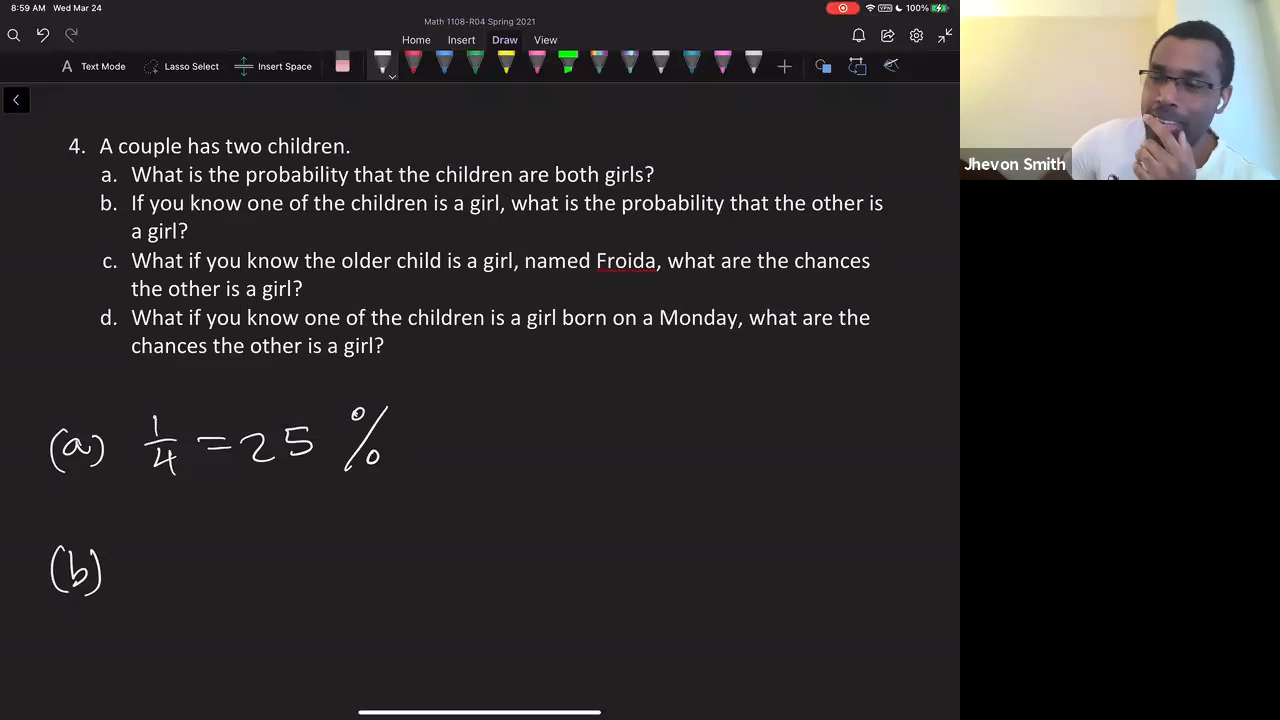 8:59 AM Wed Mar 24
VPN 100%
Math 1108-R04 Spring 2021
Home Insert Draw View
A Text Mode Lasso Select Insert Space
Jhevon Smith
4. A couple has two children.
a. What is the probability that the children are both girls?
b. If you know one of the children is a girl, what is the probability that the other is
a girl?
c. What if you know the older child is a girl, named Froida, what are the chances
the other is a girl?
d. What if you know one of the children is a girl born on a Monday, what are the
chances the other is a girl?
(a) 1/4 = 25 %
(b)